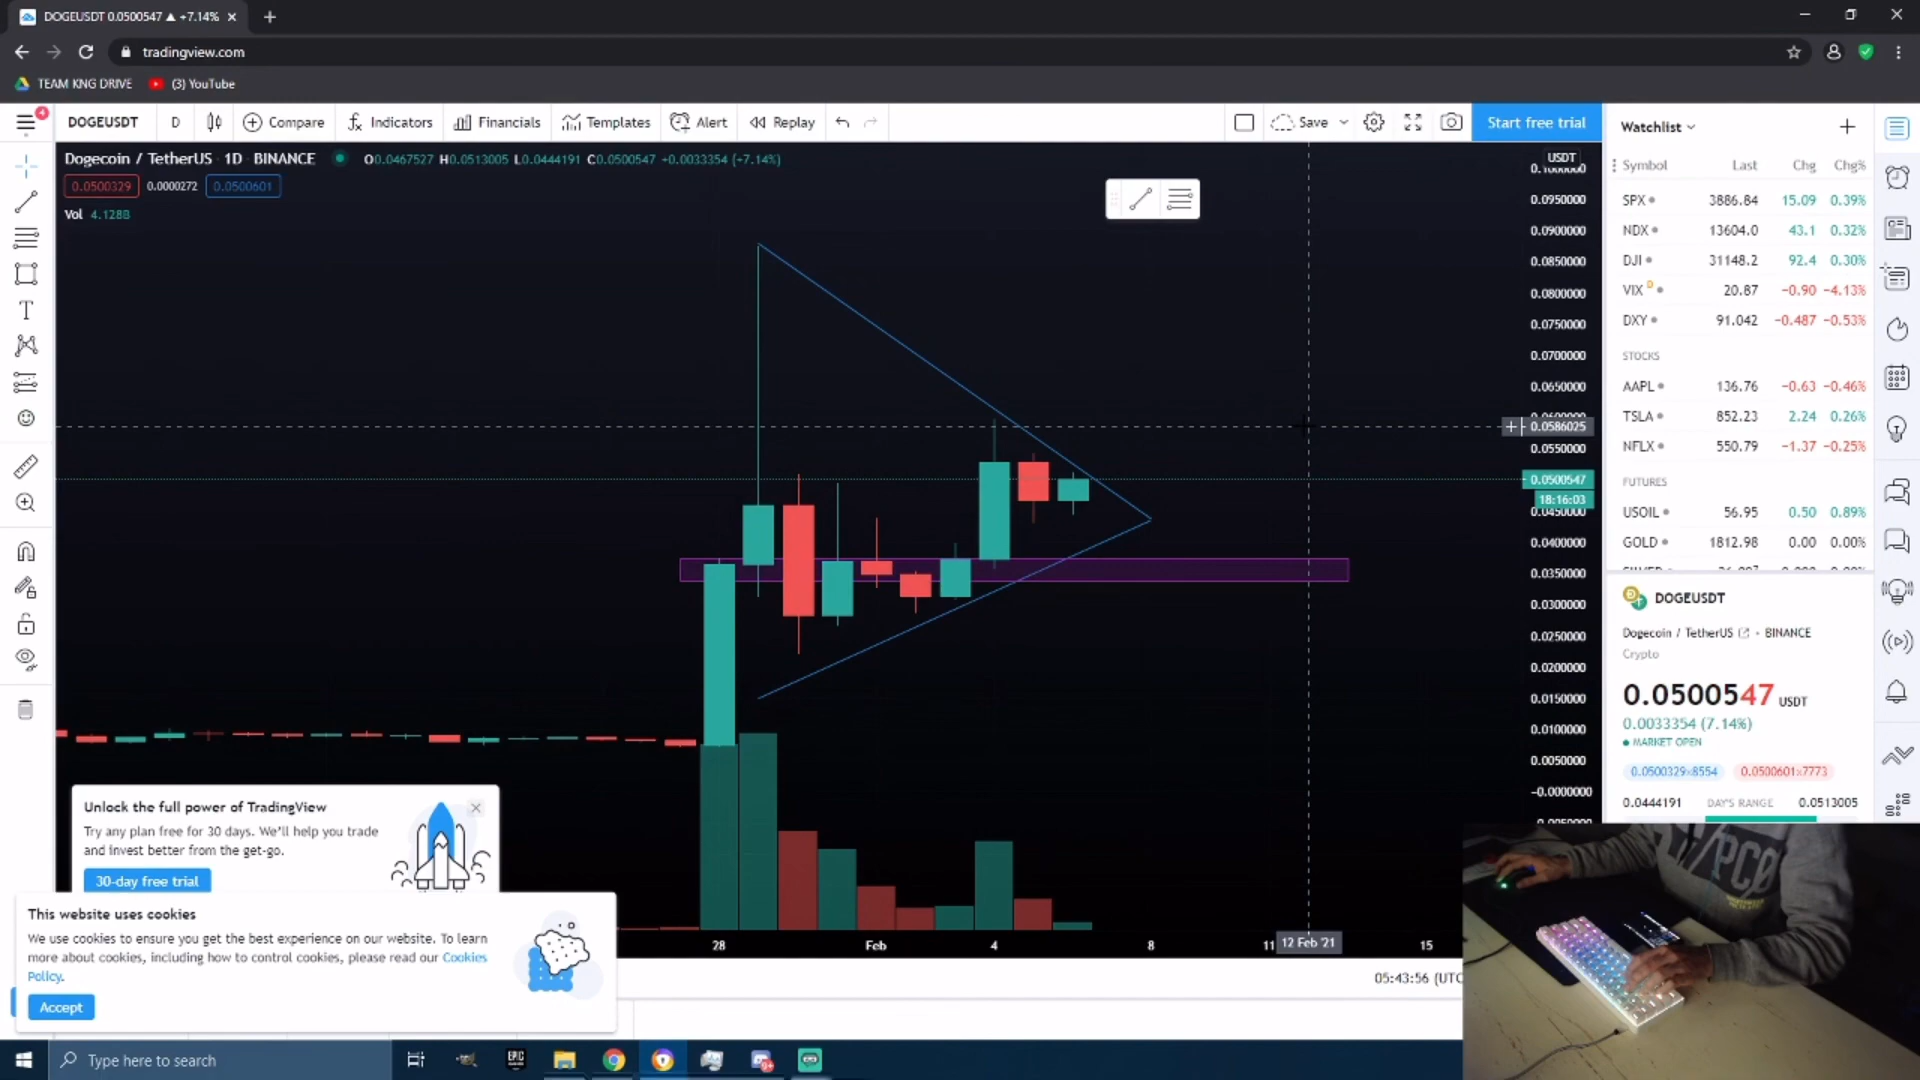 DOGEUSDT 0.0500547 ▲ +7.14%
tradingview.com
TEAM KNG DRIVE
(3) YouTube
4
DOGEUSDT
D
Compare
Indicators
Financials
Templates
Alert
Replay
Save
Start free trial
Watchlist
Dogecoin / TetherUS 1D BINANCE
O0.0467527 H0.0513005 L0.0444191 C0.0500547 +0.0033354 (+7.14%)
0.0500329 0.0000272 0.0500601
Vol 4.128B
USDT
0.0950000
0.0900000
0.0850000
0.0800000
0.0750000
0.0700000
0.0650000
0.0586025
0.0550000
0.0500547
18:16:03
0.0450000
0.0400000
0.0350000
0.0300000
0.0250000
0.0200000
0.0150000
0.0100000
0.0050000
-0.0000000
Symbol Last Chg Chg%
SPX 3886.84 15.09 0.39%
NDX 13604.0 43.1 0.32%
DJI 31148.2 92.4 0.30%
VIX D 20.87 -0.90 -4.13%
DXY 91.042 -0.487 -0.53%
STOCKS
AAPL 136.76 -0.63 -0.46%
TSLA 852.23 2.24 0.26%
NFLX 550.79 -1.37 -0.25%
FUTURES
USOIL 56.95 0.50 0.89%
GOLD 1812.98 0.00 0.00%
DOGEUSDT
Dogecoin / TetherUS • BINANCE
Crypto
0.0500547 USDT
0.0033354 (7.14%)
MARKET OPEN
0.0500329x8554 0.0500601x7773
0.0444191 DAY'S RANGE 0.0513005
Unlock the full power of TradingView
Try any plan free for 30 days. We'll help you trade
and invest better from the get-go.
30-day free trial
This website uses cookies
We use cookies to ensure you get the best experience on our website. To learn
more about cookies, including how to control cookies, please read our Cookies
Policy.
Accept
28 Feb 4 8 11 12 Feb '21 15
05:43:56 (UTC
Type here to search
EPIC